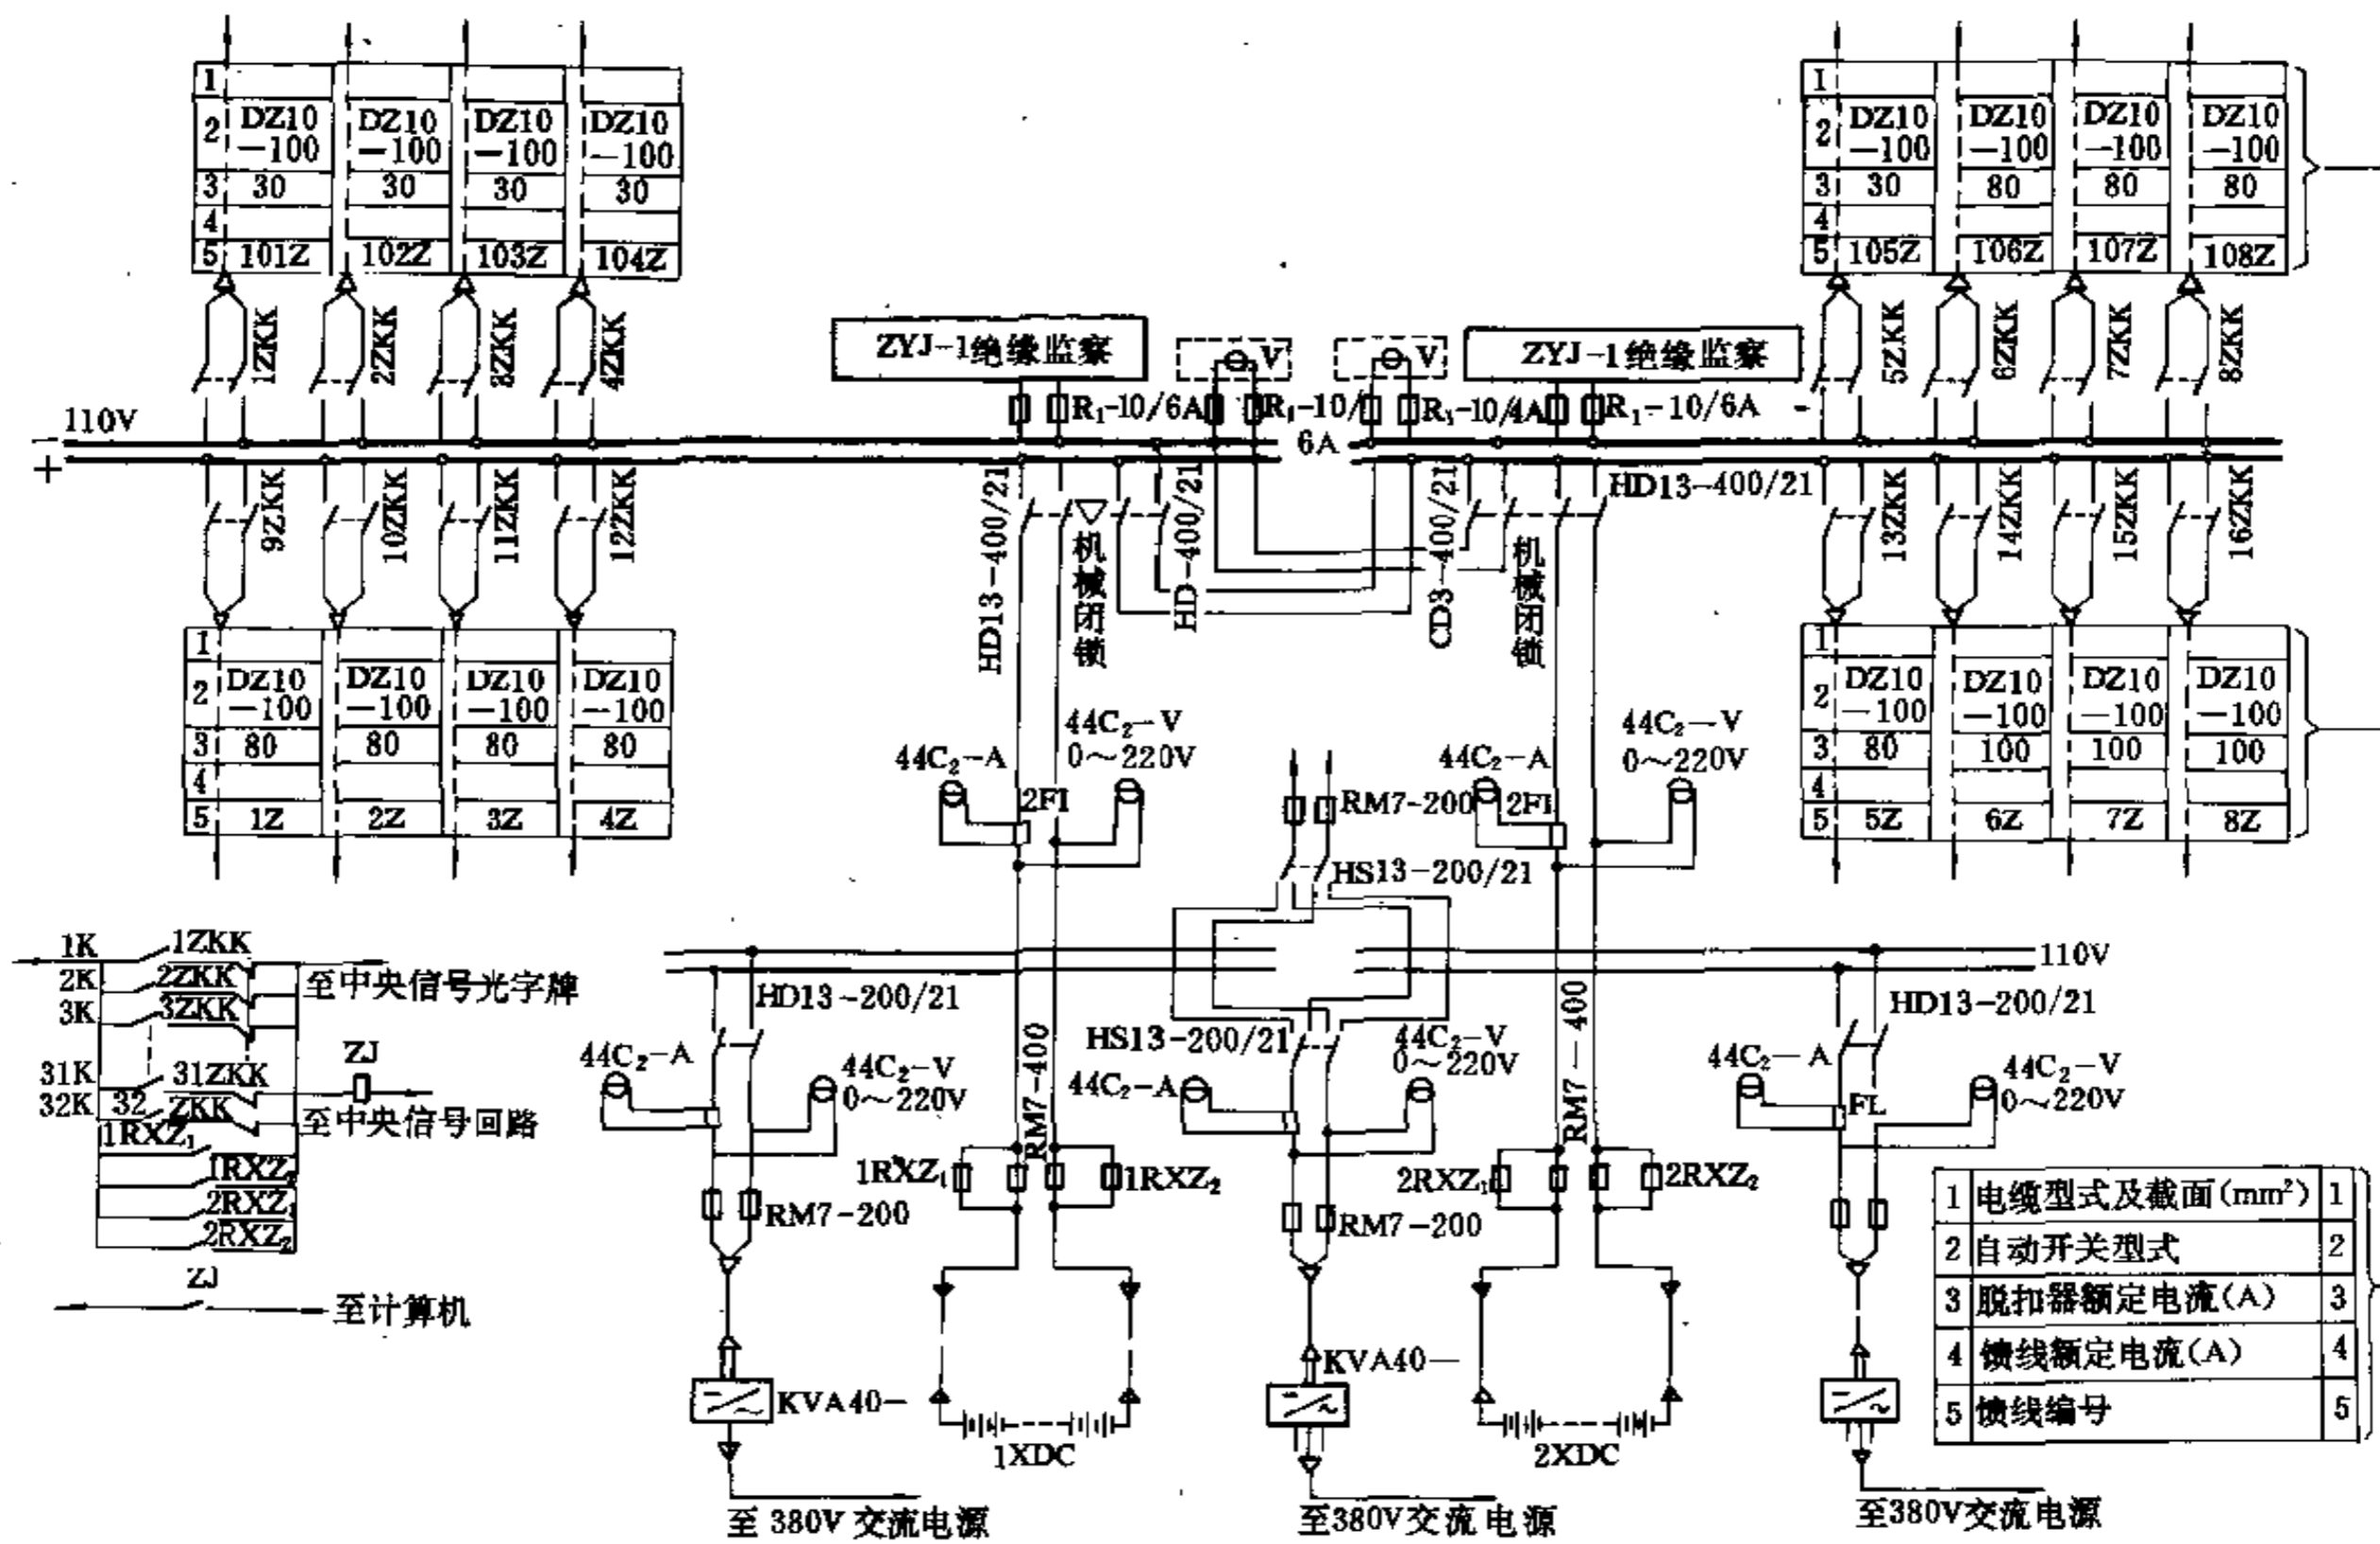 1
2 DZ10 DZ10 DZ10 DZ10
-100 -100 -100 -100
3 30 30 30 30
4
5 101Z 102Z 103Z 104Z
1ZKK
2ZKK
3ZKK
4ZKK
1
2 DZ10 DZ10 DZ10 DZ10
-100 -100 -100 -100
3 30 80 80 80
4
5 105Z 106Z 107Z 108Z
5ZKK
6ZKK
7ZKK
8ZKK
ZYJ-1绝缘监察
V
V
ZYJ-1绝缘监察
R₁-10/6A
R₁-10/
6A
R₁-10/4A
R₁-10/6A
110V
—
+
9ZKK
10ZKK
11ZKK
12ZKK
HD13-400/21
机械闭锁
HD-400/21
CD3-400/21
机械闭锁
HD13-400/21
13ZKK
14ZKK
15ZKK
16ZKK
1
2 DZ10 DZ10 DZ10 DZ10
-100 -100 -100 -100
3 80 80 80 80
4
5 1Z 2Z 3Z 4Z
1
2 DZ10 DZ10 DZ10 DZ10
-100 -100 -100 -100
3 80 100 100 100
4
5 5Z 6Z 7Z 8Z
44C₂-A
2FI
44C₂-V
0~220V
RM7-200
44C₂-A
2FI
44C₂-V
0~220V
HS13-200/21
1K 1ZKK
2K 2ZKK
至中央信号光字牌
3K 3ZKK
ZJ
31K 31ZKK
32K 32 ZKK
至中央信号回路
1RXZ₁
1RXZ₂
2RXZ₁
2RXZ₂
ZJ
至计算机
110V
HD13-200/21
44C₂-A
44C₂-V
0~220V
RM7-400
HS13-200/21
44C₂-A
44C₂-V
0~220V
RM7-400
HD13-200/21
44C₂-A
FL
44C₂-V
0~220V
1RXZ₁
1RXZ₂
2RXZ₁
2RXZ₂
RM7-200
RM7-200
KVA40-
1XDC
KVA40-
2XDC
至380V交流电源
至380V交流电源
至380V交流电源
1 电缆型式及截面(mm²) 1
2 自动开关型式 2
3 脱扣器额定电流(A) 3
4 馈线额定电流(A) 4
5 馈线编号 5